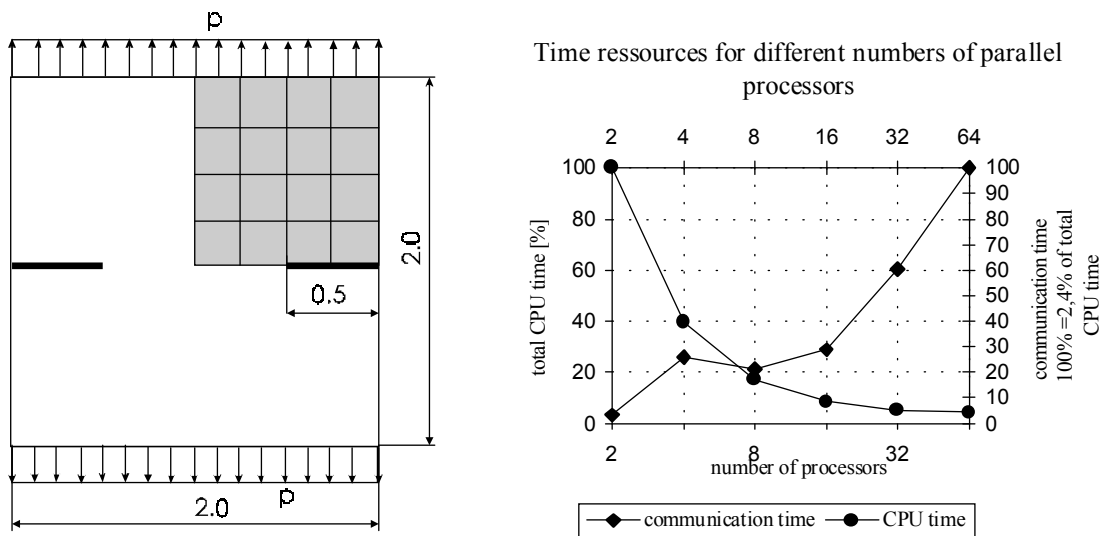 p
0.5
2.0
p
2.0
Time ressources for different numbers of parallel
processors
2 4 8 16 32 64
100
80
60
40
20
0
total CPU time [%]
100
90
80
70
60
50
40
30
20
10
0
communication time
100% =2,4% of total
CPU time
2 8 32
number of processors
communication time CPU time